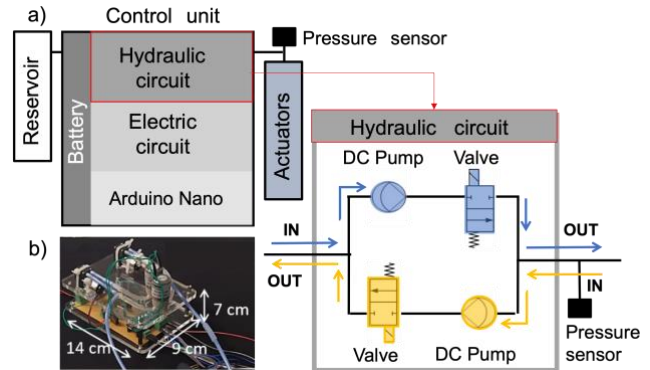 a)
Control unit
Pressure sensor
Reservoir
Battery
Hydraulic
circuit
Electric
circuit
Arduino Nano
Actuators
Hydraulic circuit
DC Pump
Valve
IN
OUT
OUT
IN
Valve
DC Pump
Pressure
sensor
b)
7 cm
14 cm
9 cm